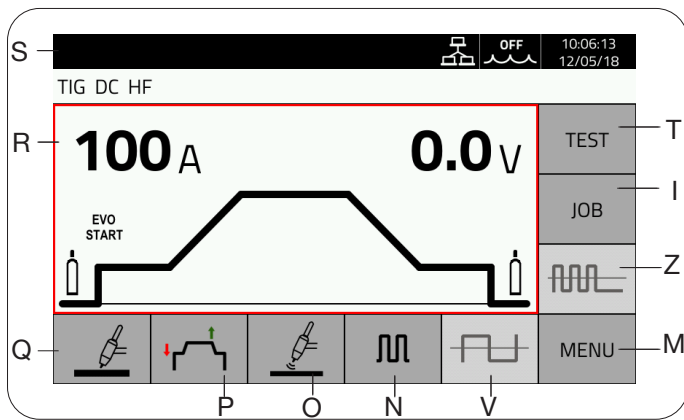 S
OFF
10:06:13
12/05/18
TIG DC HF
R
100 A
0.0 V
TEST
T
EVO
START
JOB
I
Z
Q
MENU
M
P
O
N
V